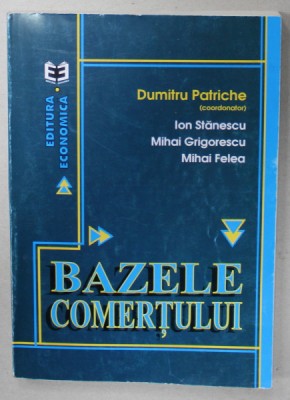 EDITURA
ECONOMICA
Dumitru Patriche
(coordonator)
Ion Stănescu
Mihai Grigorescu
Mihai Felea
BAZELE
COMERȚULUI